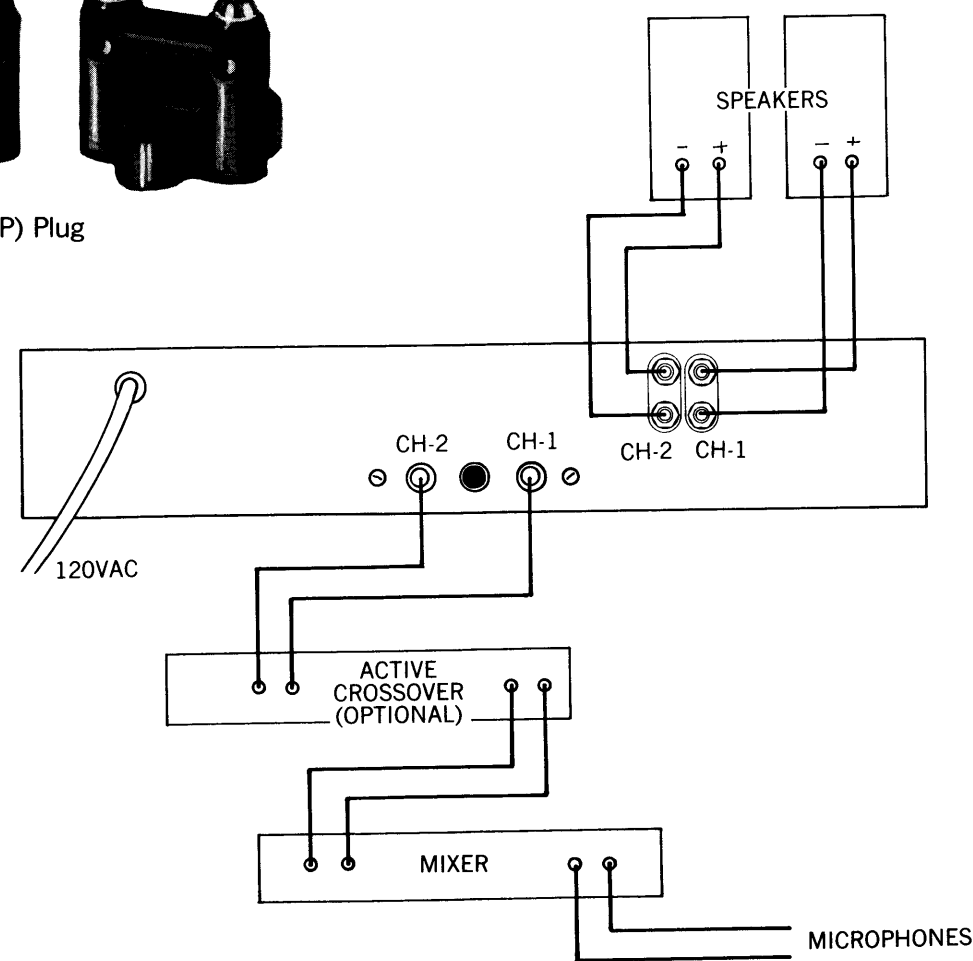 SPEAKERS
- + - +
P) Plug
CH-2 CH-1
CH-2 CH-1
120VAC
ACTIVE
CROSSOVER
(OPTIONAL)
MIXER
MICROPHONES